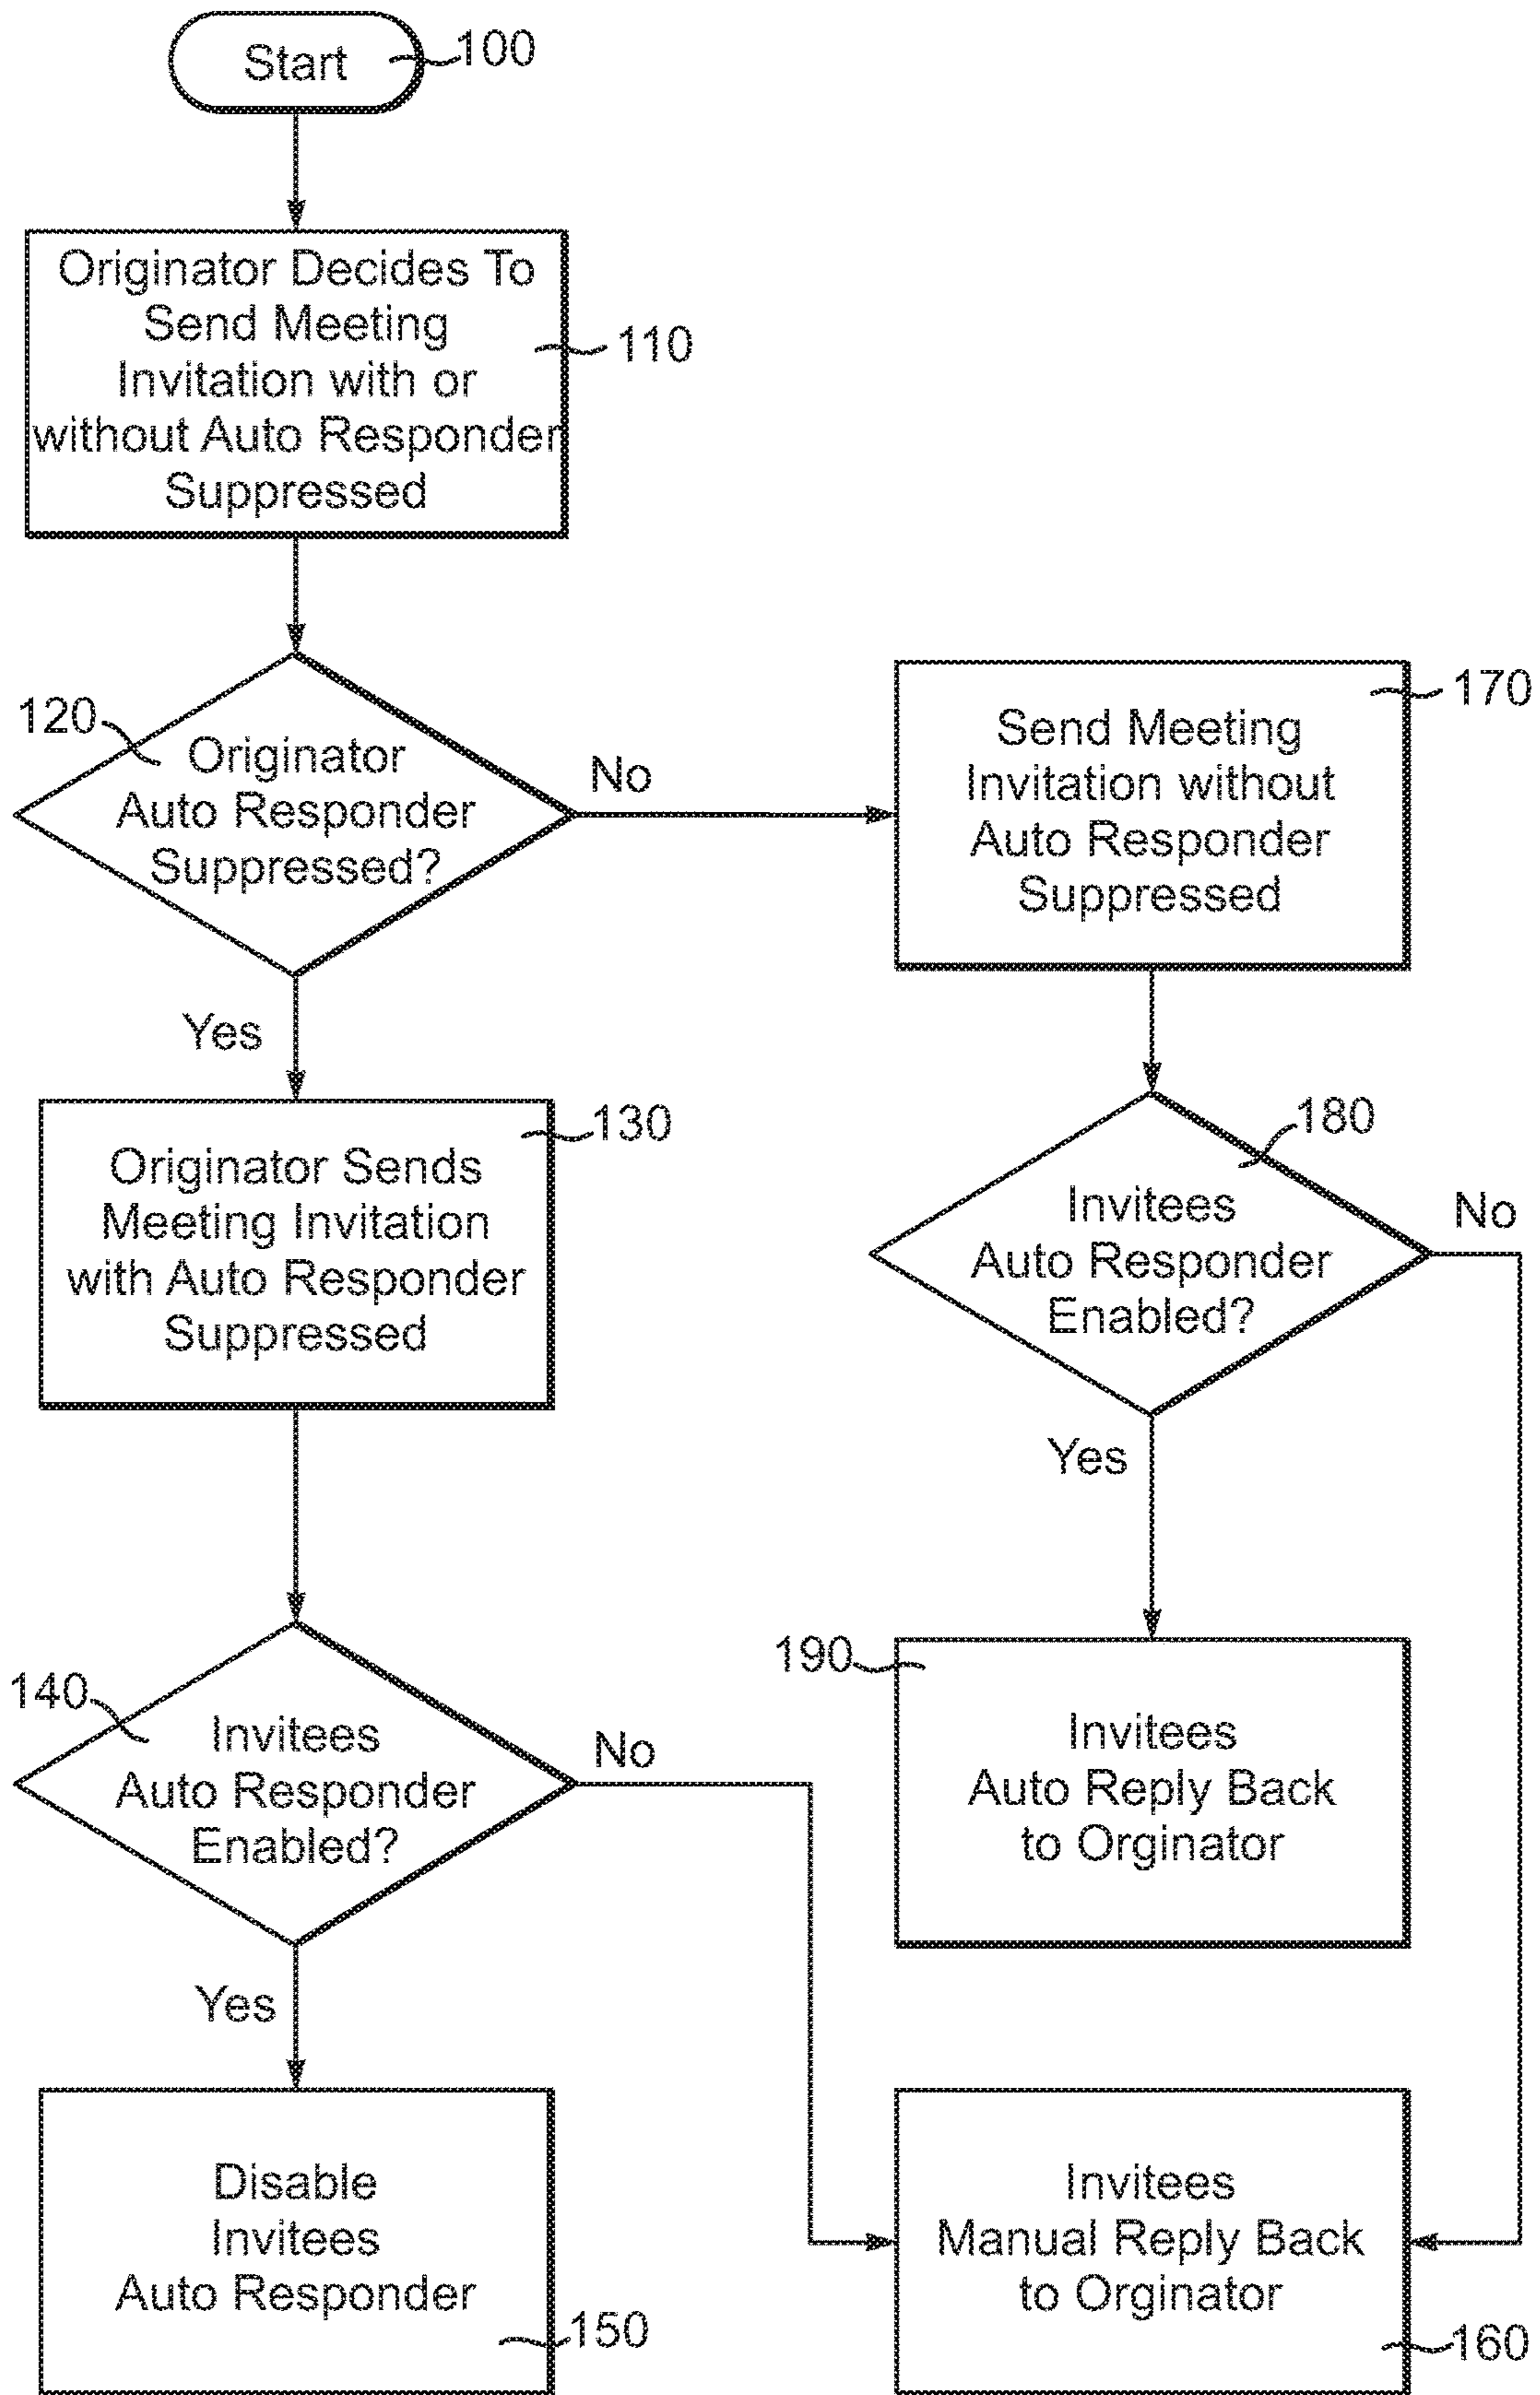 Start
100
Originator Decides To
Send Meeting
Invitation with or
without Auto Responder
Suppressed
110
120
Originator
Auto Responder
Suppressed?
No
Yes
170
Send Meeting
Invitation without
Auto Responder
Suppressed
130
Originator Sends
Meeting Invitation
with Auto Responder
Suppressed
180
Invitees
Auto Responder
Enabled?
No
Yes
140
Invitees
Auto Responder
Enabled?
No
Yes
190
Invitees
Auto Reply Back
to Orginator
Disable
Invitees
Auto Responder
150
Invitees
Manual Reply Back
to Orginator
160